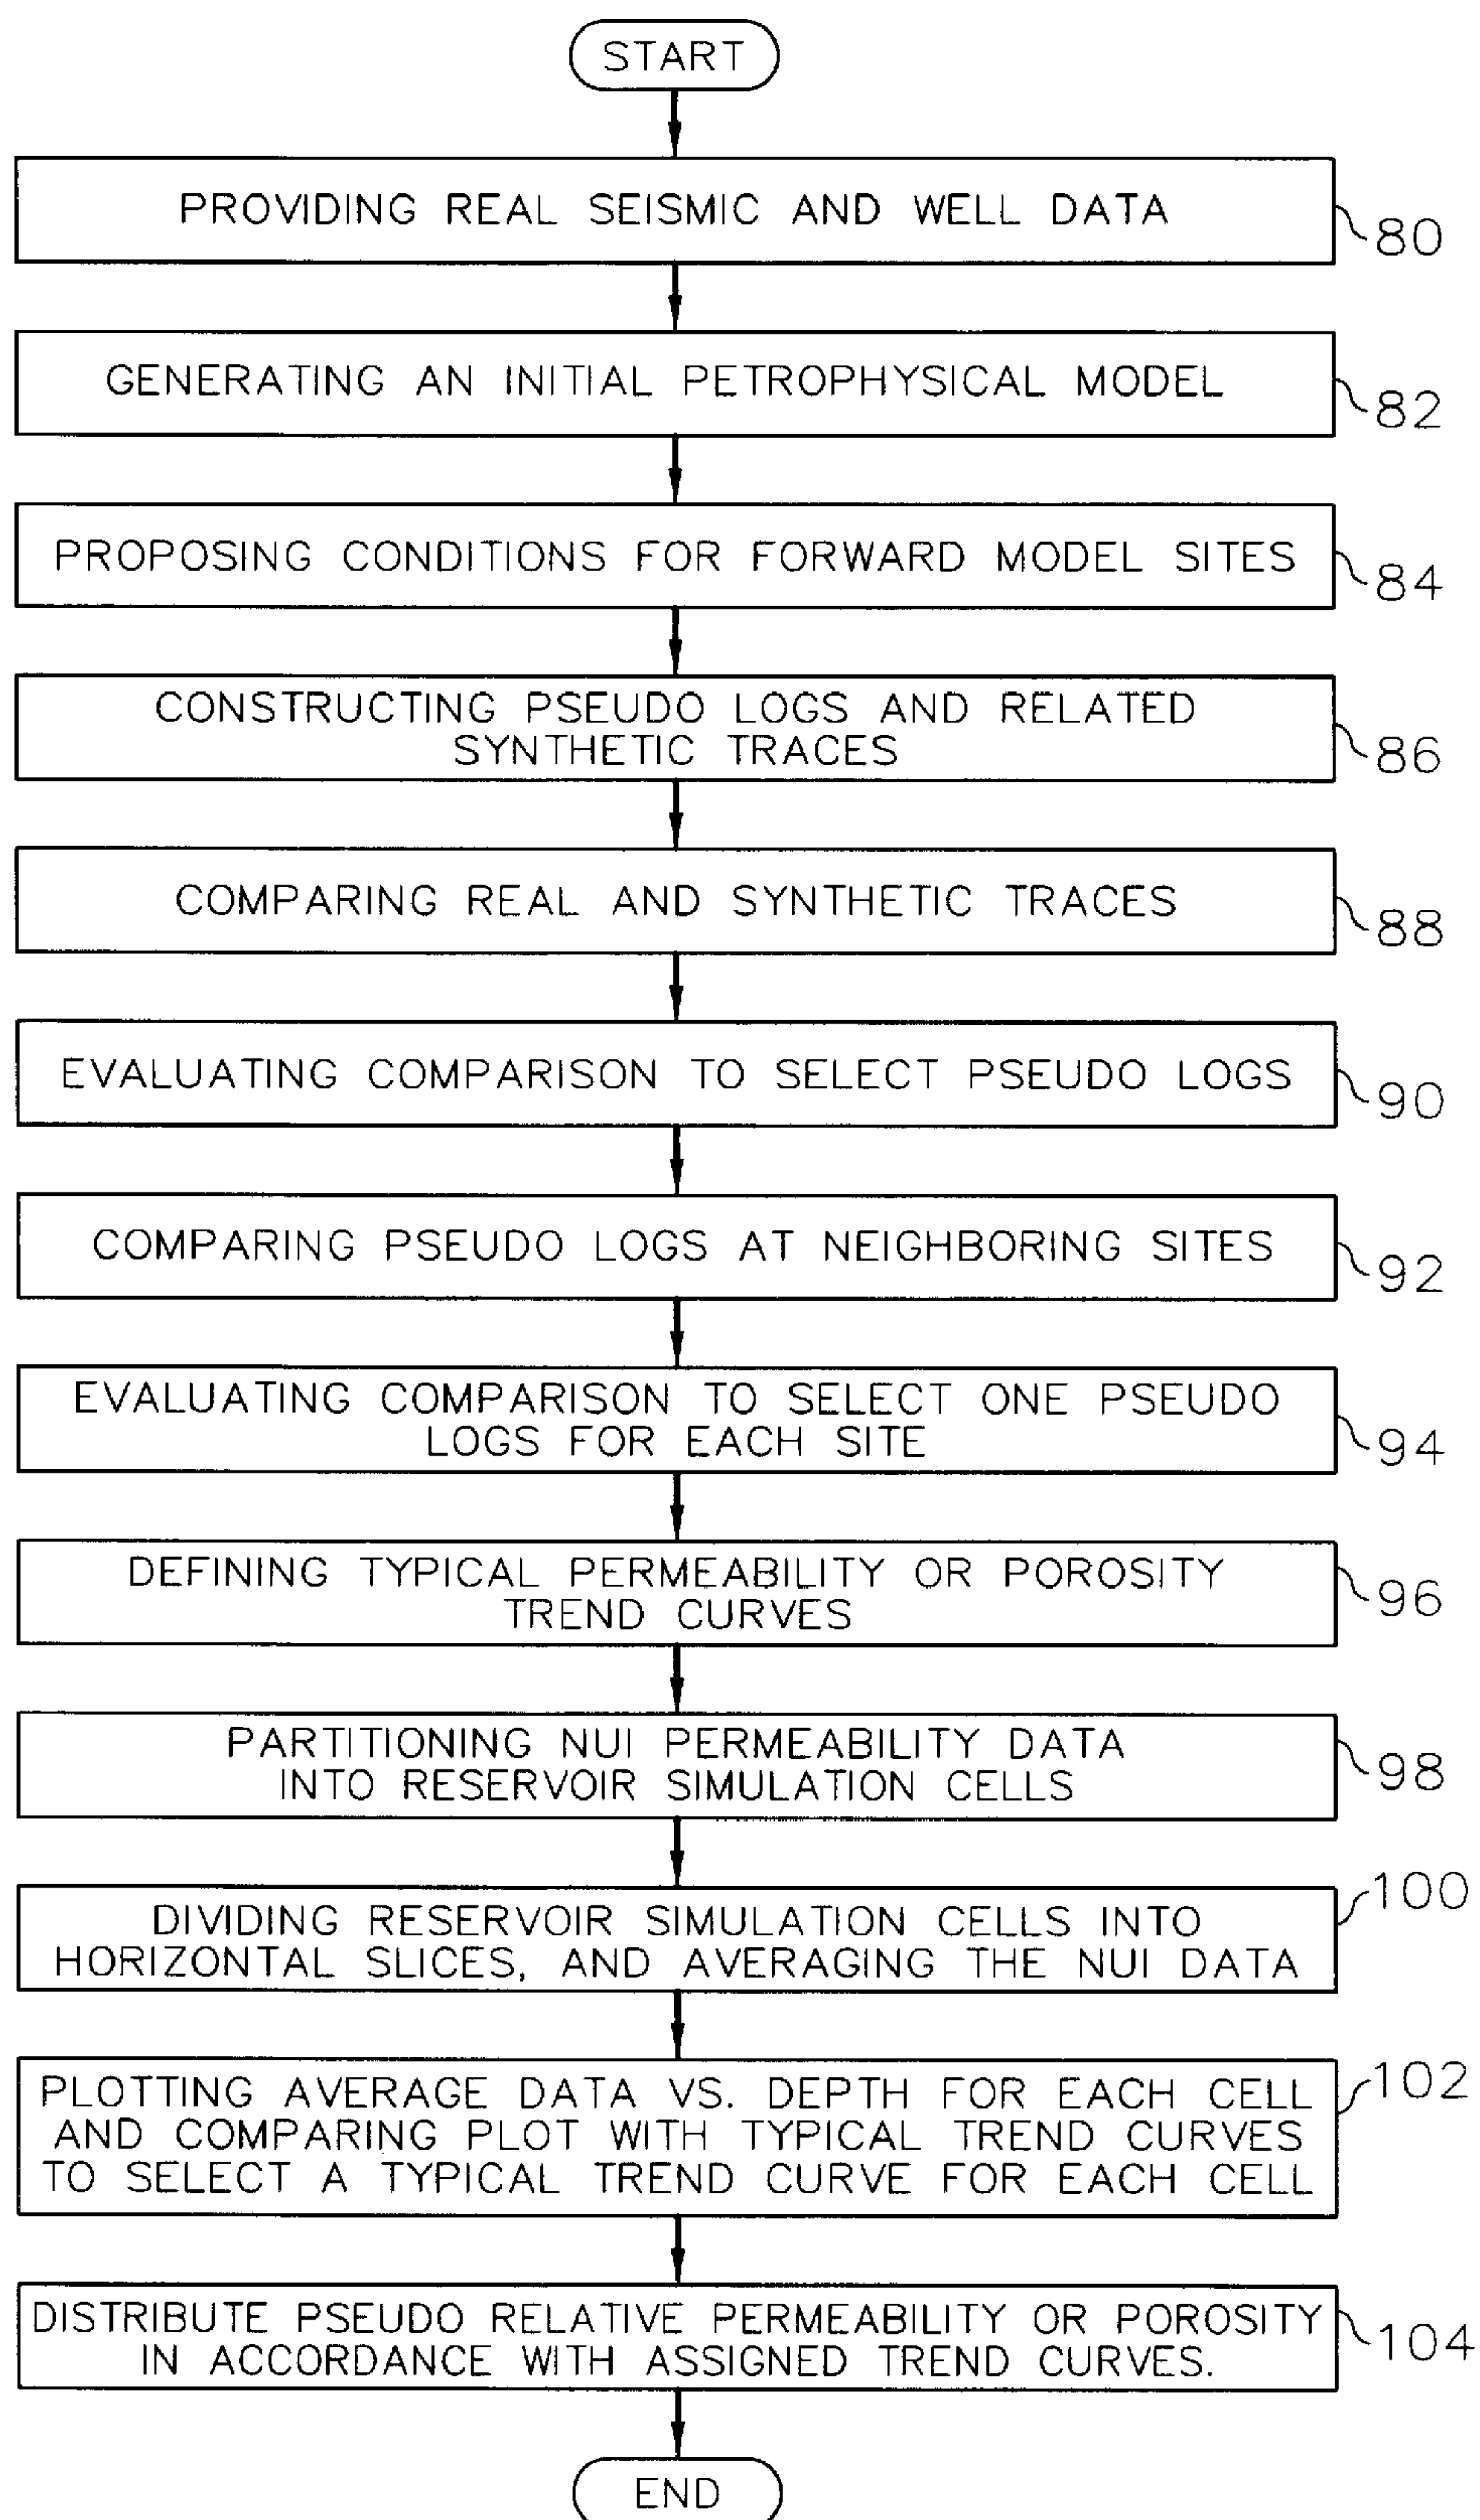 START
PROVIDING REAL SEISMIC AND WELL DATA
80
GENERATING AN INITIAL PETROPHYSICAL MODEL
82
PROPOSING CONDITIONS FOR FORWARD MODEL SITES
84
CONSTRUCTING PSEUDO LOGS AND RELATED
SYNTHETIC TRACES
86
COMPARING REAL AND SYNTHETIC TRACES
88
EVALUATING COMPARISON TO SELECT PSEUDO LOGS
90
COMPARING PSEUDO LOGS AT NEIGHBORING SITES
92
EVALUATING COMPARISON TO SELECT ONE PSEUDO
LOGS FOR EACH SITE
94
DEFINING TYPICAL PERMEABILITY OR POROSITY
TREND CURVES
96
PARTITIONING NUI PERMEABILITY DATA
INTO RESERVOIR SIMULATION CELLS
98
DIVIDING RESERVOIR SIMULATION CELLS INTO
HORIZONTAL SLICES, AND AVERAGING THE NUI DATA
100
PLOTTING AVERAGE DATA VS. DEPTH FOR EACH CELL
AND COMPARING PLOT WITH TYPICAL TREND CURVES
TO SELECT A TYPICAL TREND CURVE FOR EACH CELL
102
DISTRIBUTE PSEUDO RELATIVE PERMEABILITY OR POROSITY
IN ACCORDANCE WITH ASSIGNED TREND CURVES.
104
END